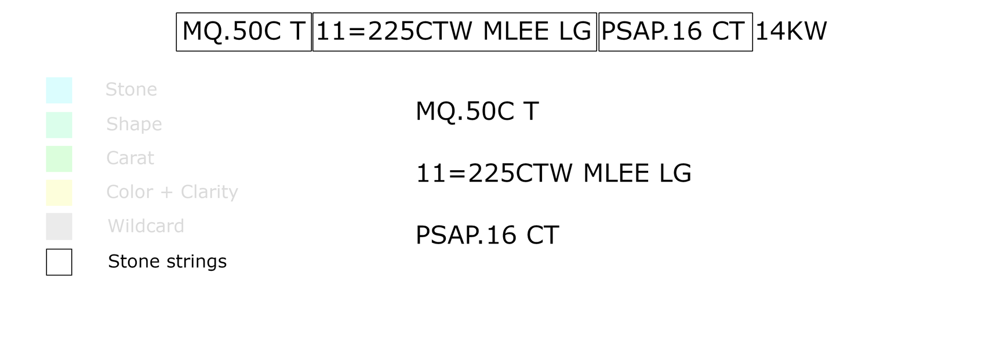 MQ.50C T 11=225CTW MLEE LG PSAP.16 CT 14KW
Stone
Shape
Carat
Color + Clarity
Wildcard
Stone strings
MQ.50C T
11=225CTW MLEE LG
PSAP.16 CT